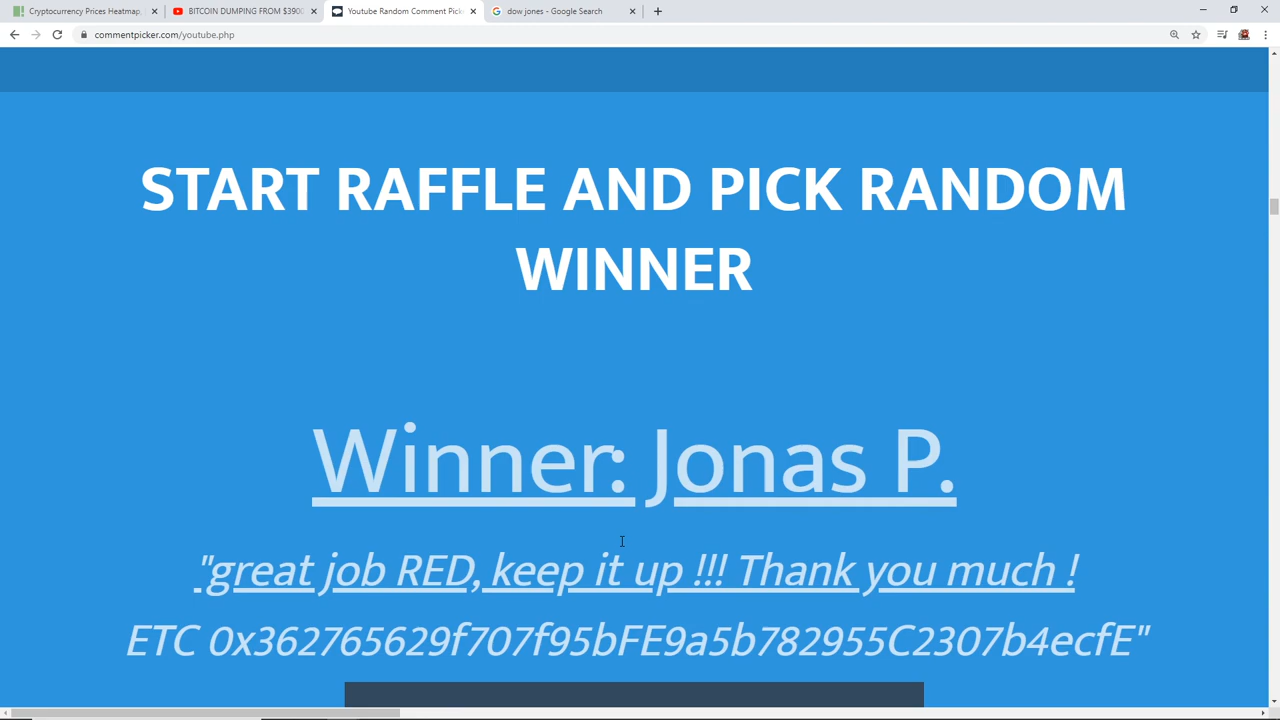 Cryptocurrency Prices Heatmap,
BITCOIN DUMPING FROM $3900
Youtube Random Comment Pick
dow jones - Google Search
commentpicker.com/youtube.php
START RAFFLE AND PICK RANDOM
WINNER
Winner: Jonas P.
"great job RED, keep it up !!! Thank you much !
ETC 0x362765629f707f95bFE9a5b782955C2307b4ecfE"